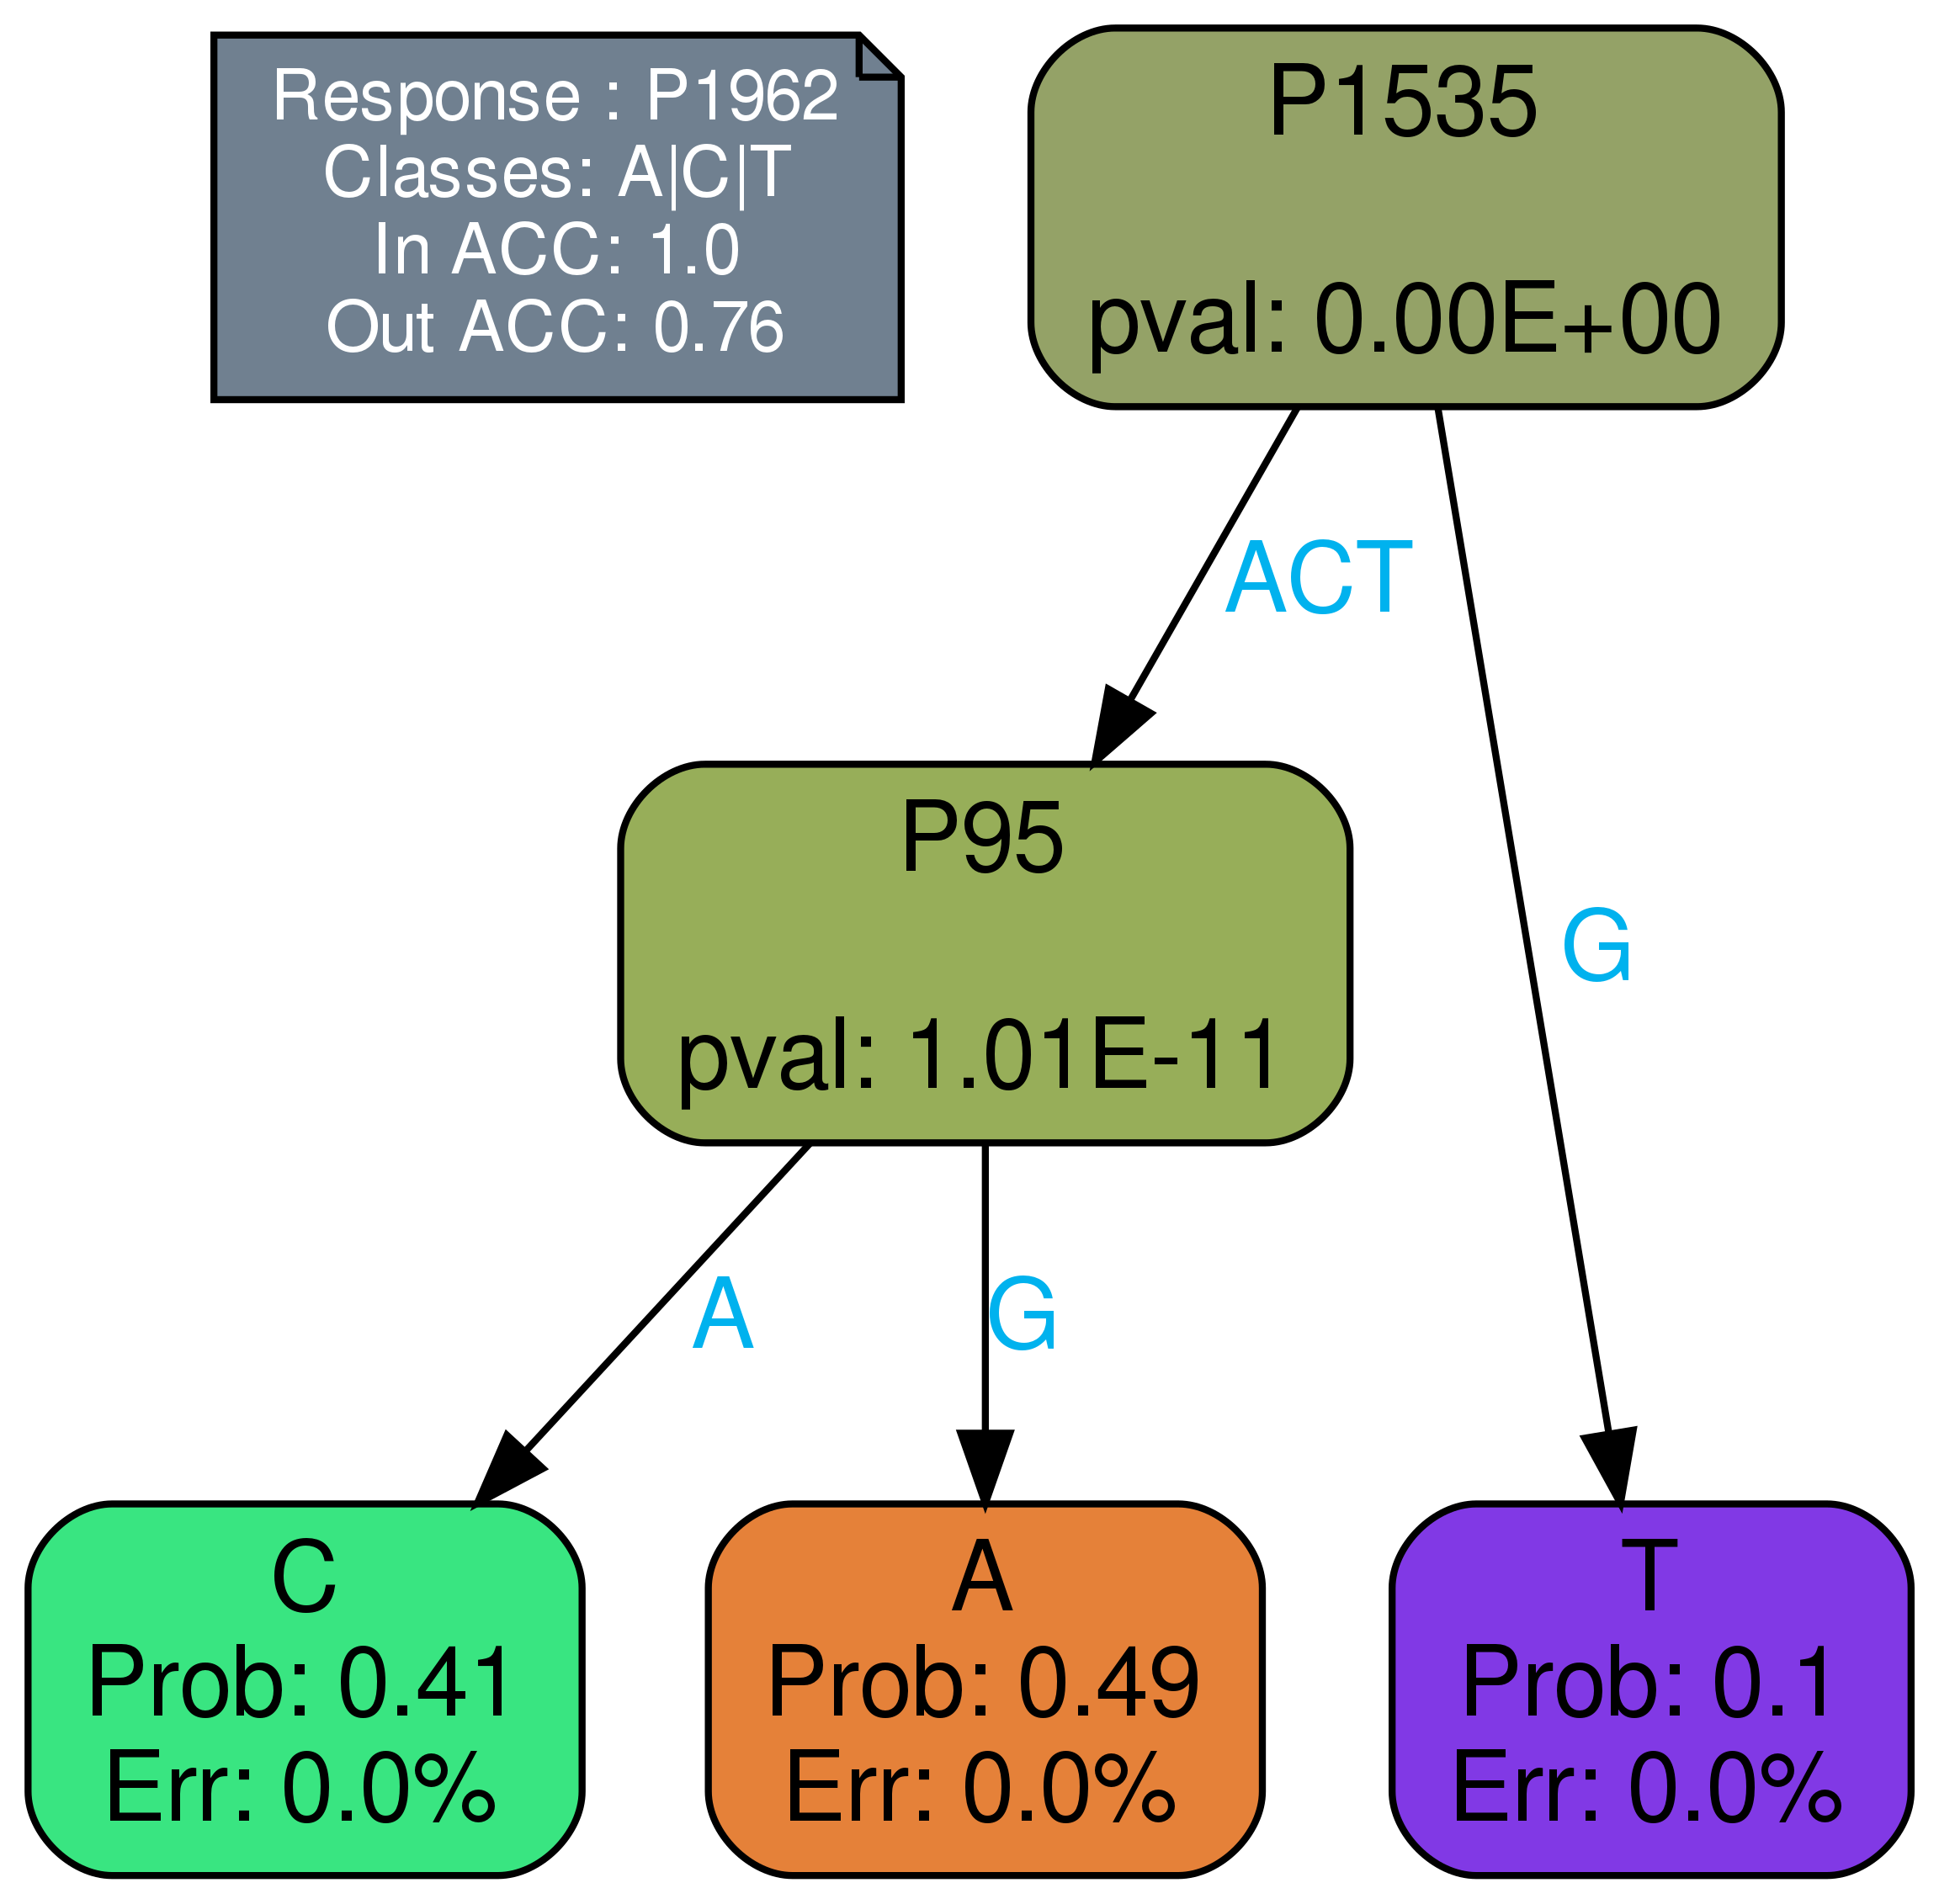 Response : P1962
Classes: A|C|T
In ACC: 1.0
Out ACC: 0.76
P1535
pval: 0.00E+00
ACT
P95
pval: 1.01E-11
G
A
G
C
Prob: 0.41
Err: 0.0%
A
Prob: 0.49
Err: 0.0%
T
Prob: 0.1
Err: 0.0%